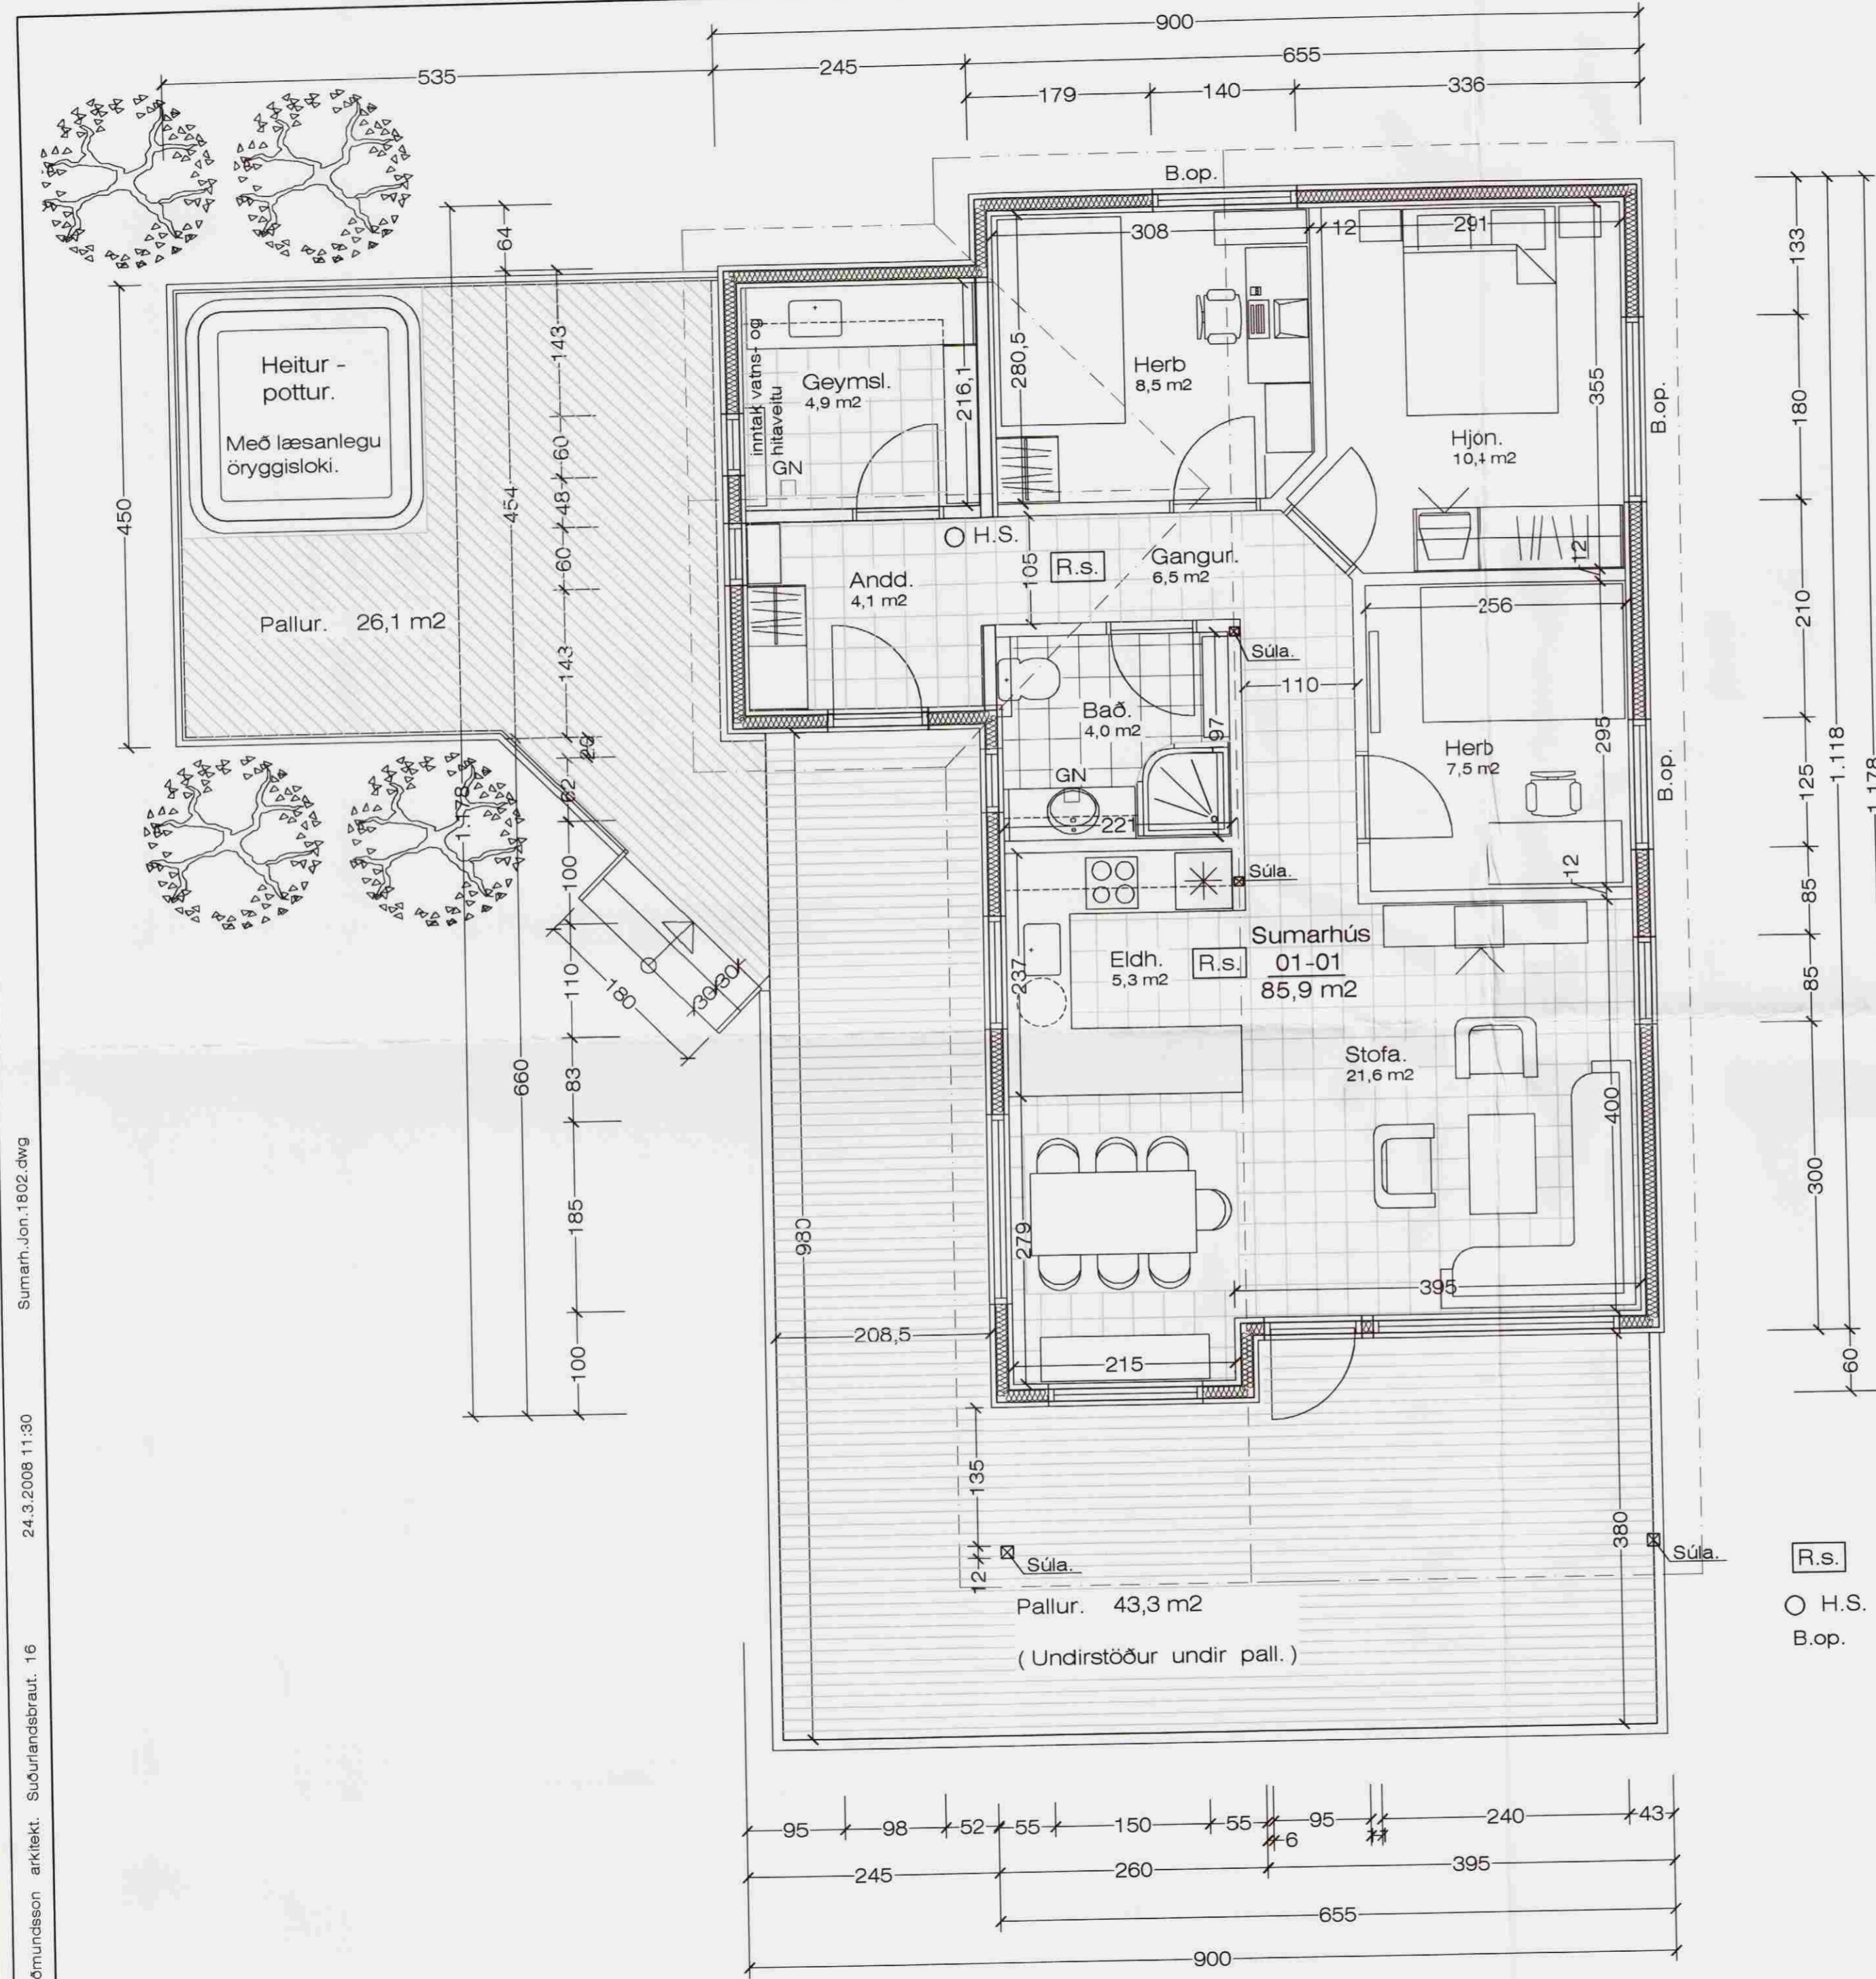 900
535
245
655
179
140
336
B.op.
64
308
12
291
133
Heitur -
pottur.
Með læsanlegu
öryggisloki.
143
inntak vatns- og
hitaveitu
Geymsl.
4,9 m2
216,1
280,5
Herb
8,5 m2
355
180
B.op.
Hjón.
60
GN
450
454
48
H.S.
105
R.s.
Gangur.
6,5 m2
12
60
Andd.
4,1 m2
256
210
1.118
1.178
Pallur. 26,1 m2
143
Súla.
110
Bað.
4,0 m2
97
295
Herb
7,5 m2
B.op.
125
62
1.178
GN
221
100
Súla.
12
85
Sumarhús
01-01
85,9 m2
Eldh.
5,3 m2
R.s.
237
110
180
30
30
85
Stofa.
21,6 m2
83
660
400
300
185
980
279
395
208,5
100
215
60
135
12
Súla.
380
Súla.
Pallur. 43,3 m2
(Undirstöður undir pall.)
R.s.
H.S.
B.op.
95
98
52
55
150
55
6
95
240
43
245
260
395
655
900
Sumarh.Jon.1802.dwg
24.3.2008 11:30
arkitekt. Suðurlandsbraut. 16